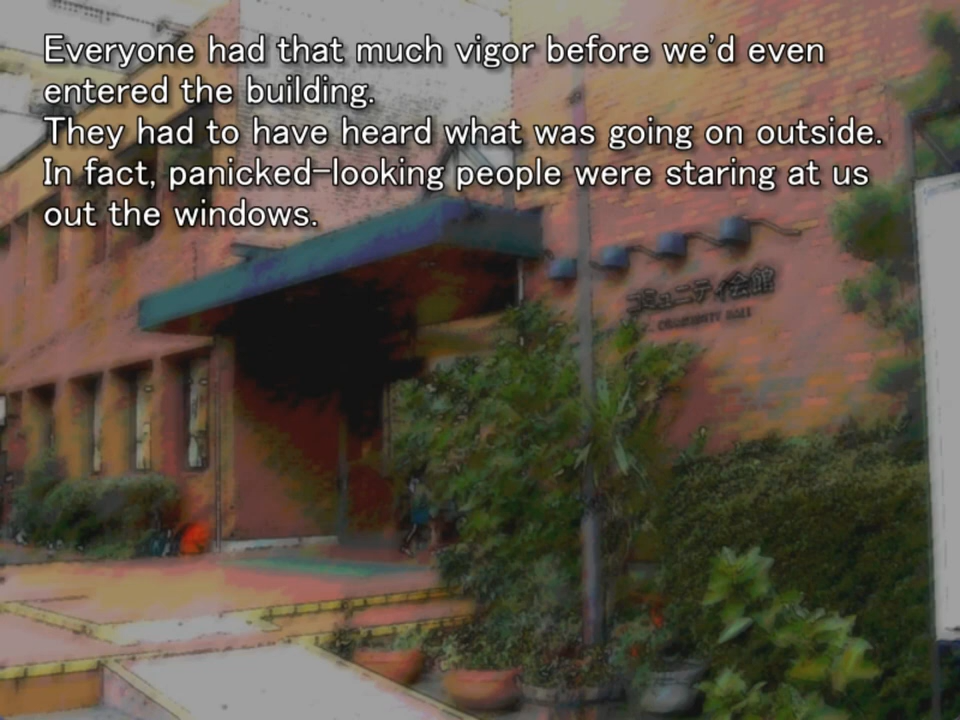 Everyone had that much vigor before we'd even
entered the building.
They had to have heard what was going on outside.
In fact, panicked-looking people were staring at us
out the windows.
コミュニティ会館
COMMUNITY HALL